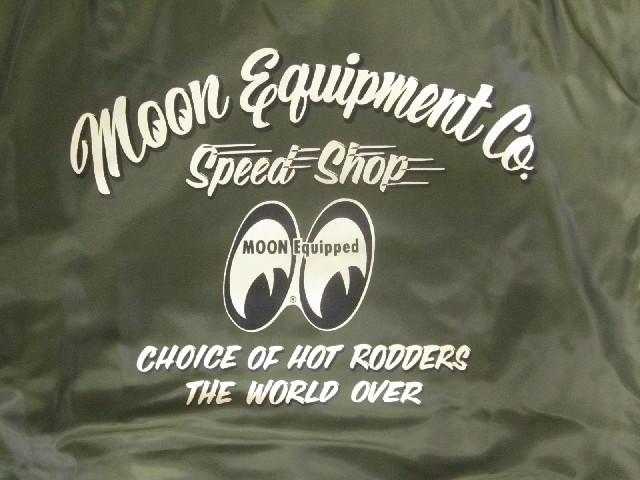 Moon Equipment Co.
Speed Shop
MOON Equipped
®
CHOICE OF HOT RODDERS
THE WORLD OVER